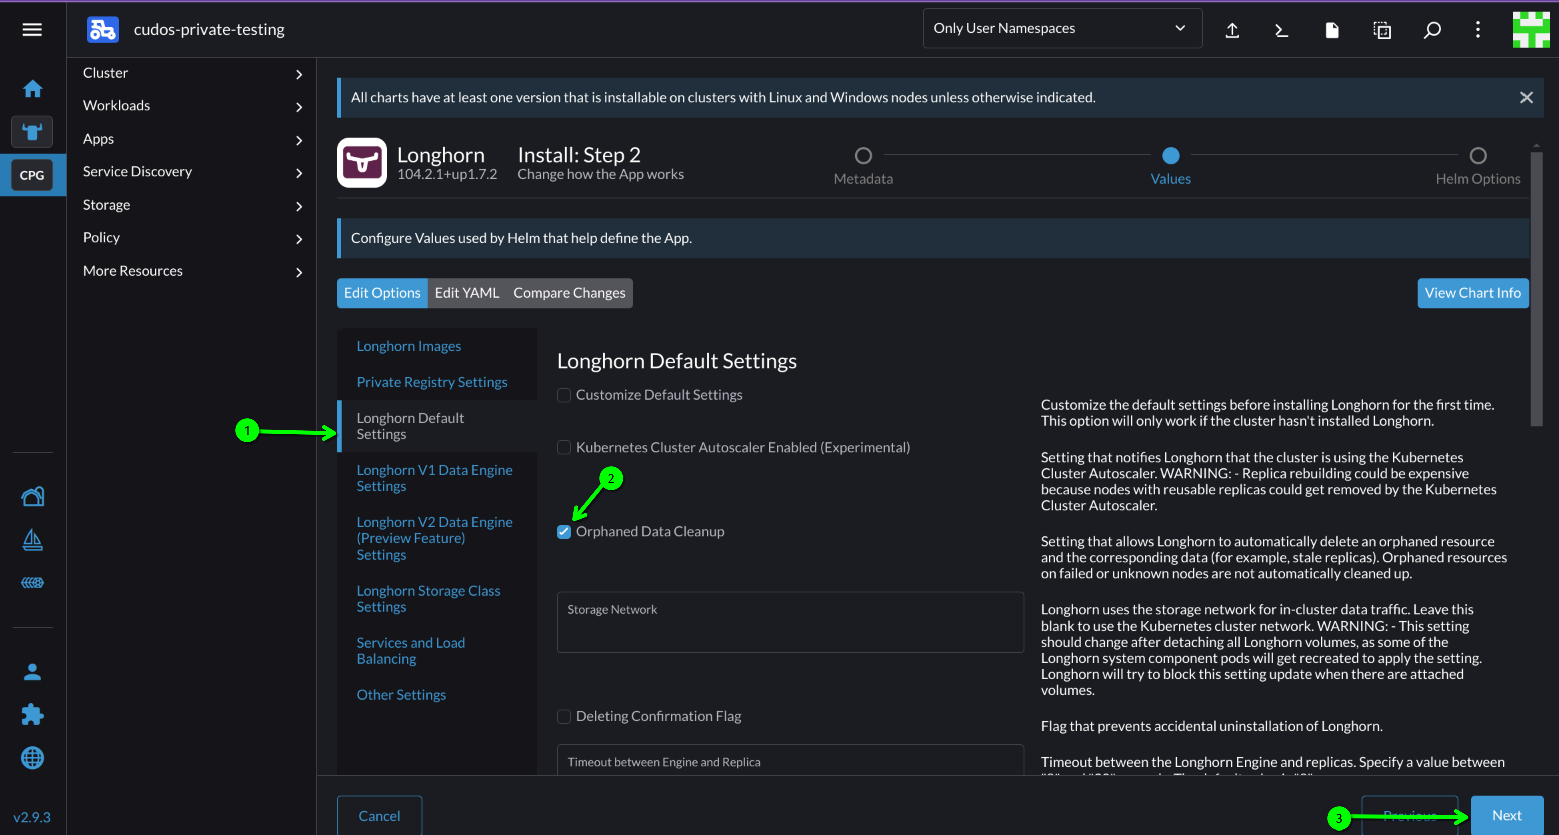 cudos-private-testing
Only User Namespaces
CPG
v2.9.3
Cluster
Workloads
Apps
Service Discovery
Storage
Policy
More Resources
All charts have at least one version that is installable on clusters with Linux and Windows nodes unless otherwise indicated.
Longhorn
104.2.1+up1.7.2
Install: Step 2
Change how the App works
Metadata
Values
Helm Options
Configure Values used by Helm that help define the App.
Edit Options
Edit YAML
Compare Changes
View Chart Info
Longhorn Images
Private Registry Settings
Longhorn Default
Settings
Longhorn V1 Data Engine
Settings
Longhorn V2 Data Engine
(Preview Feature)
Settings
Longhorn Storage Class
Settings
Services and Load
Balancing
Other Settings
1
Longhorn Default Settings
Customize Default Settings
Customize the default settings before installing Longhorn for the first time.
This option will only work if the cluster hasn't installed Longhorn.
Kubernetes Cluster Autoscaler Enabled (Experimental)
Setting that notifies Longhorn that the cluster is using the Kubernetes
Cluster Autoscaler. WARNING: - Replica rebuilding could be expensive
because nodes with reusable replicas could get removed by the Kubernetes
Cluster Autoscaler.
2
Orphaned Data Cleanup
Setting that allows Longhorn to automatically delete an orphaned resource
and the corresponding data (for example, stale replicas). Orphaned resources
on failed or unknown nodes are not automatically cleaned up.
Storage Network
Longhorn uses the storage network for in-cluster data traffic. Leave this
blank to use the Kubernetes cluster network. WARNING: - This setting
should change after detaching all Longhorn volumes, as some of the
Longhorn system component pods will get recreated to apply the setting.
Longhorn will try to block this setting update when there are attached
volumes.
Deleting Confirmation Flag
Flag that prevents accidental uninstallation of Longhorn.
Timeout between Engine and Replica
Timeout between the Longhorn Engine and replicas. Specify a value between
Cancel
3
Previous
Next